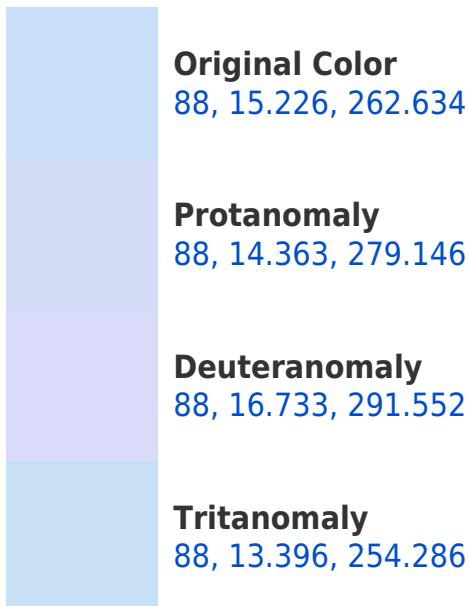 Original Color
88, 15.226, 262.634
Protanomaly
88, 14.363, 279.146
Deuteranomaly
88, 16.733, 291.552
Tritanomaly
88, 13.396, 254.286